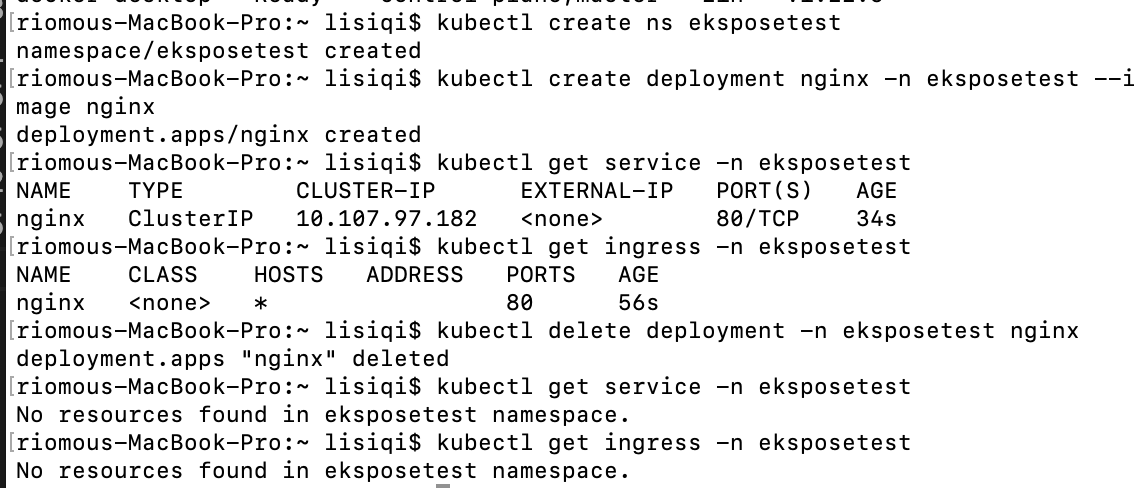 [riomous-MacBook-Pro:~ lisiqi$ kubectl create ns eksposetest
namespace/eksposetest created
[riomous-MacBook-Pro:~ lisiqi$ kubectl create deployment nginx -n eksposetest --i
mage nginx
deployment.apps/nginx created
[riomous-MacBook-Pro:~ lisiqi$ kubectl get service -n eksposetest
NAME    TYPE        CLUSTER-IP      EXTERNAL-IP   PORT(S)   AGE
nginx   ClusterIP   10.107.97.182   <none>        80/TCP    34s
[riomous-MacBook-Pro:~ lisiqi$ kubectl get ingress -n eksposetest
NAME    CLASS    HOSTS   ADDRESS   PORTS   AGE
nginx   <none>   *                 80      56s
[riomous-MacBook-Pro:~ lisiqi$ kubectl delete deployment -n eksposetest nginx
deployment.apps "nginx" deleted
[riomous-MacBook-Pro:~ lisiqi$ kubectl get service -n eksposetest
No resources found in eksposetest namespace.
[riomous-MacBook-Pro:~ lisiqi$ kubectl get ingress -n eksposetest
No resources found in eksposetest namespace.